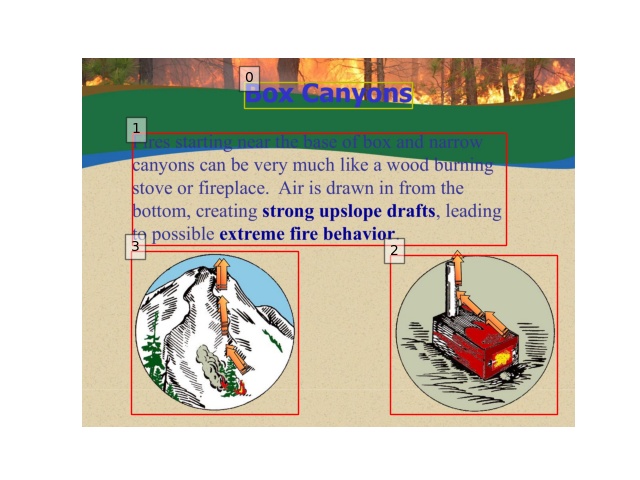 0
Box Canyons
1
Fires starting near the base of box and narrow
canyons can be very much like a wood burning
stove or fireplace.  Air is drawn in from the
bottom, creating strong upslope drafts, leading
to possible extreme fire behavior.
3
2